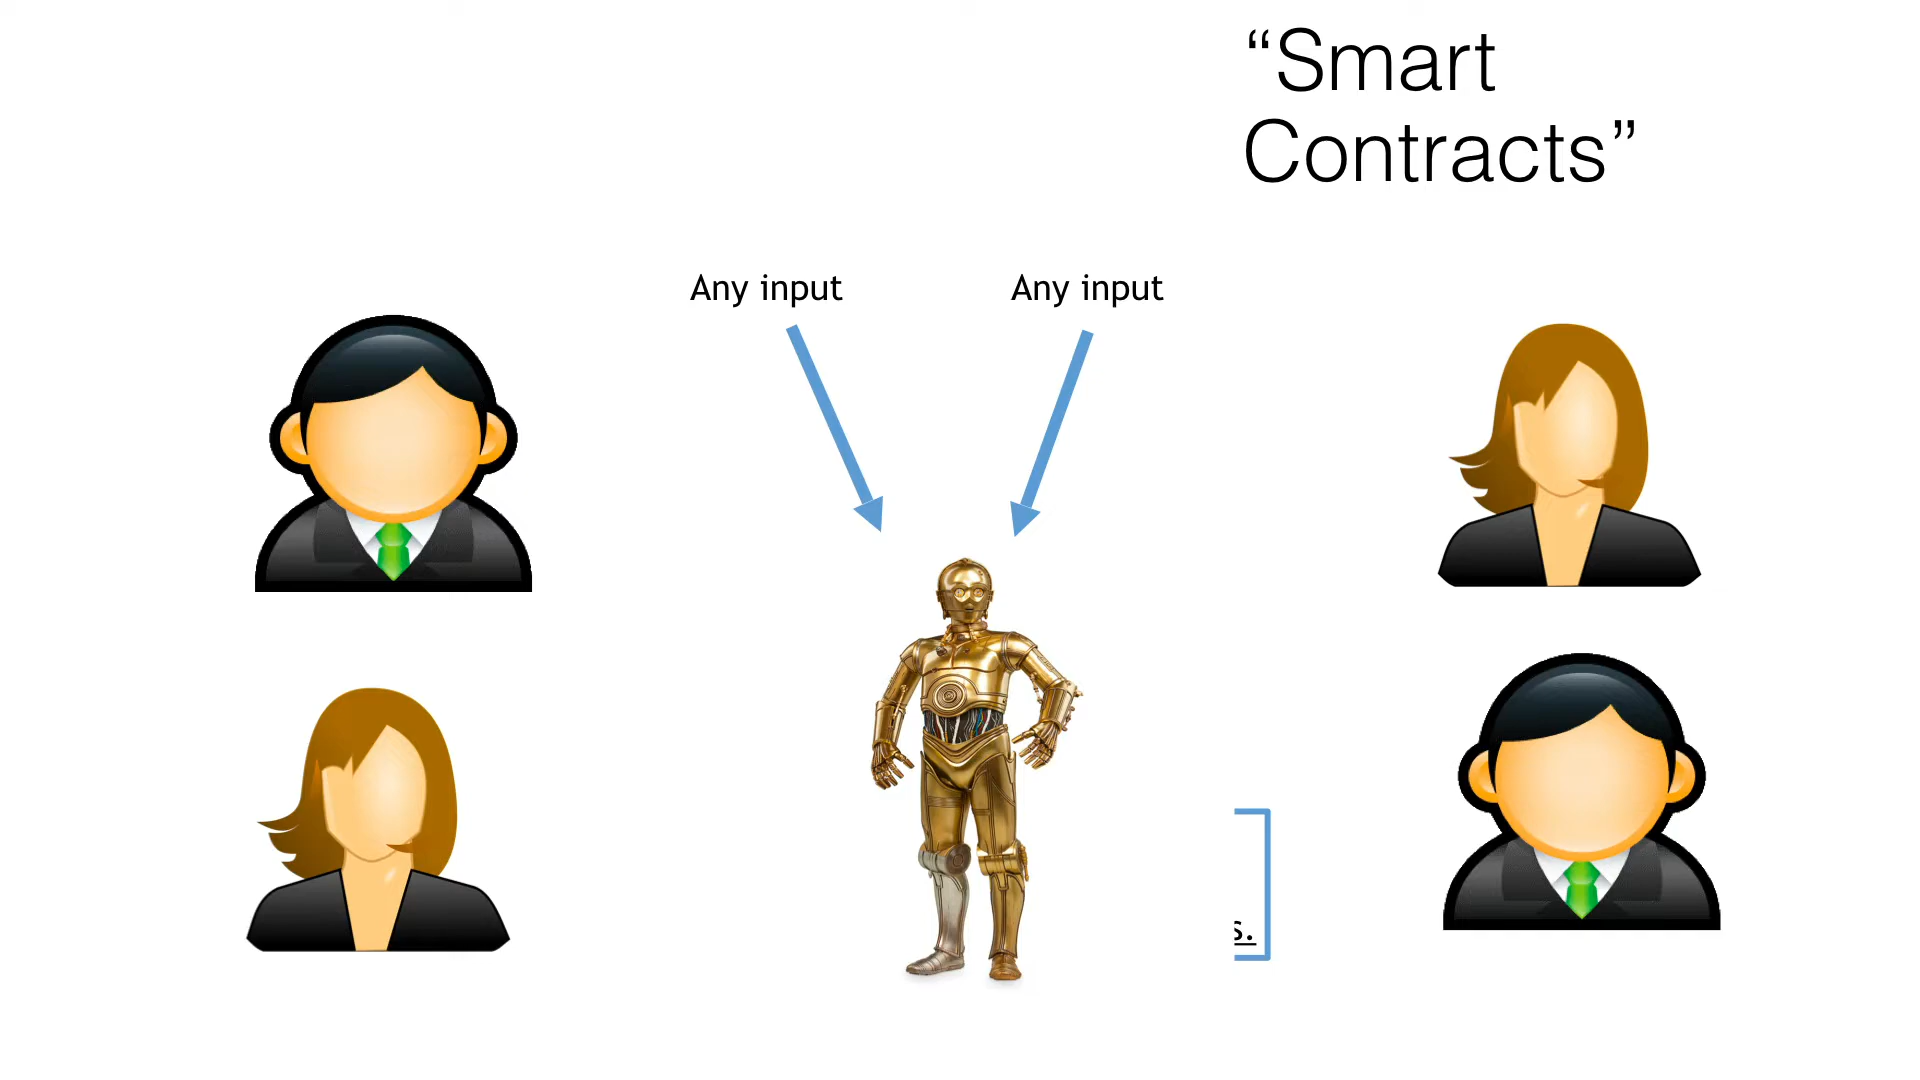 “Smart
Contracts”
Any input
Any input
s.